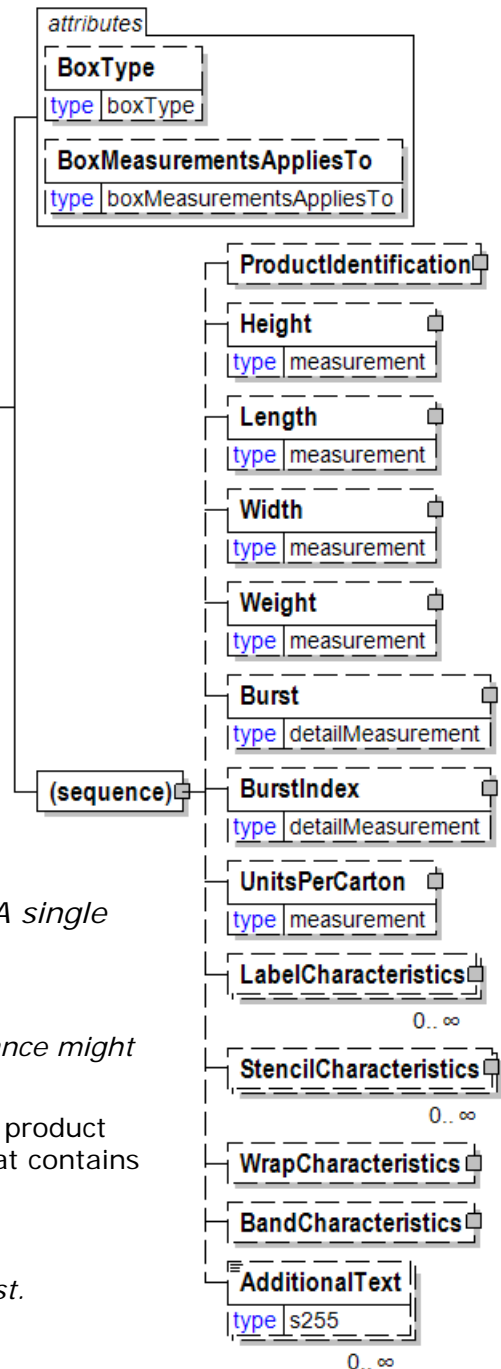 attributes
BoxType
type boxType
BoxMeasurementsAppliesTo
type boxMeasurementsAppliesTo
ProductIdentification
Height
type measurement
Length
type measurement
Width
type measurement
Weight
type measurement
Burst
type detailMeasurement
(sequence)
BurstIndex
type detailMeasurement
UnitsPerCarton
type measurement
A single
LabelCharacteristics
0.. ∞
nce might
StencilCharacteristics
0.. ∞
product
at contains
WrapCharacteristics
BandCharacteristics
st.
AdditionalText
type s255
0.. ∞